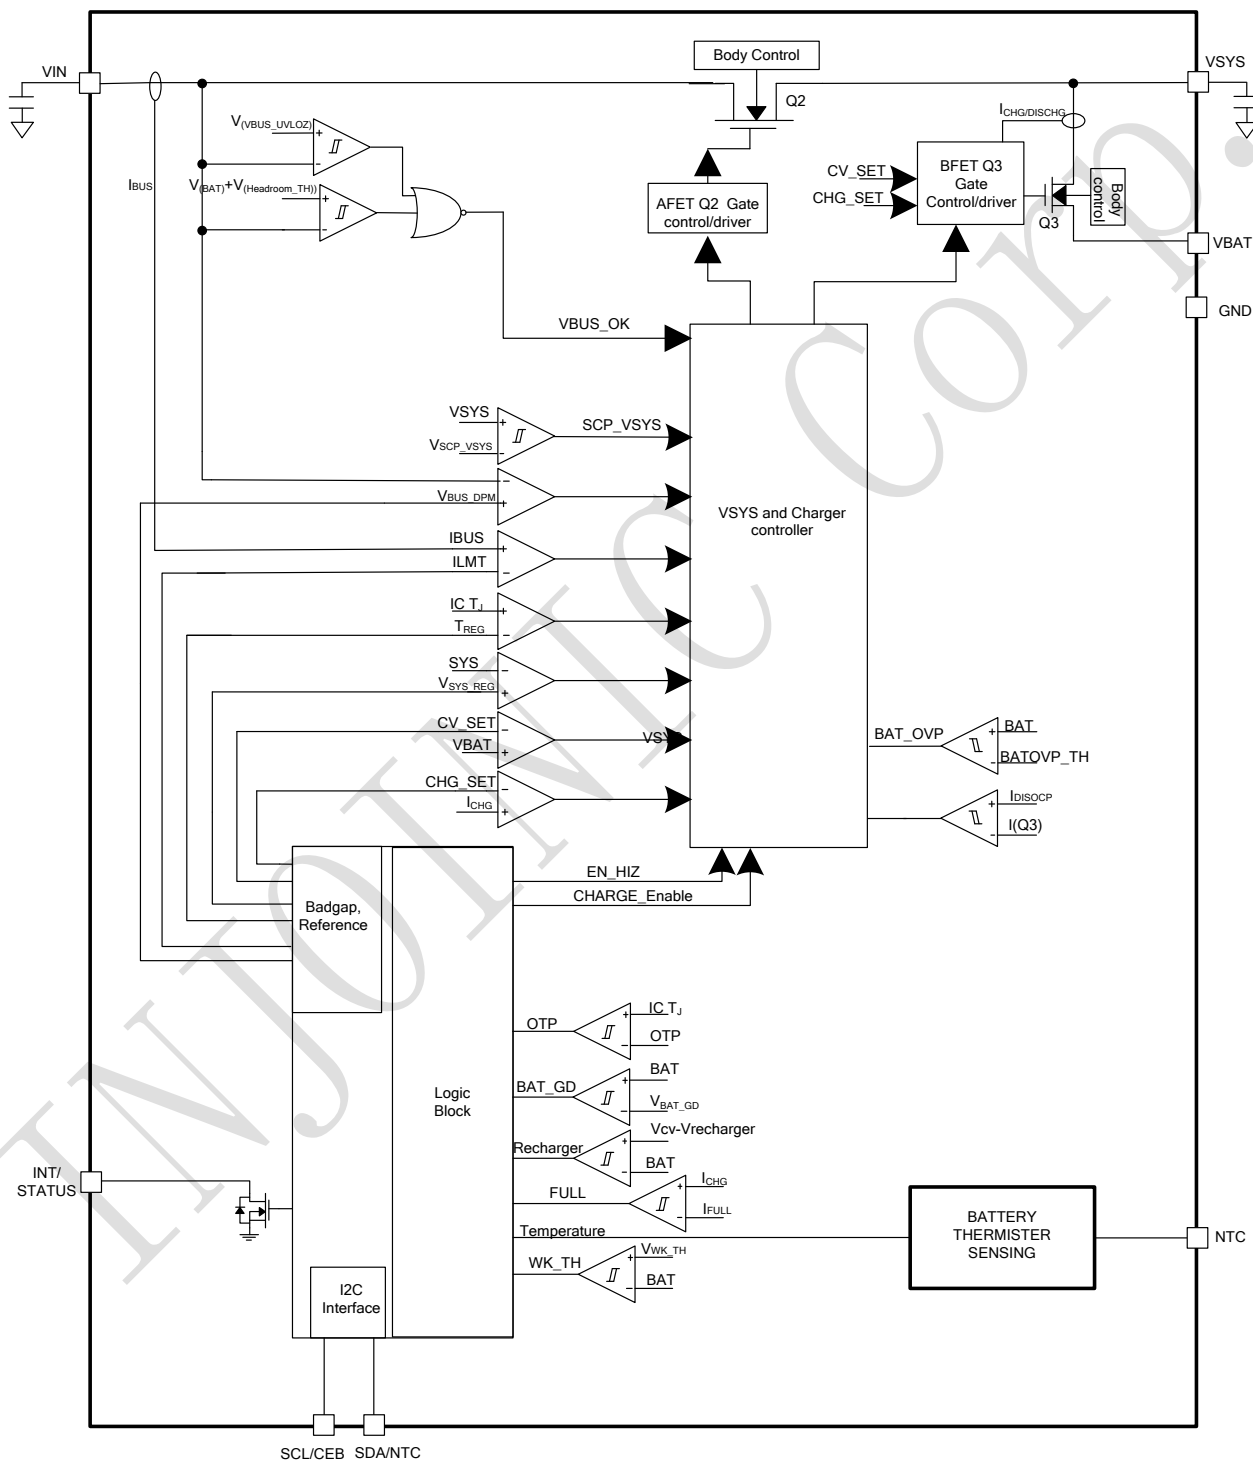 Body Control
VIN
VSYS
Q2
V(VBUS_UVLOZ)
+
-
ICHG/DISCHG
IBUS
V(BAT)+V(Headroom_TH))
+
-
CV_SET
CHG_SET
BFET Q3
Gate
Control/driver
Body
control
Q3
AFET Q2 Gate
control/driver
VBAT
GND
VBUS_OK
VSYS
+
VSCP_VSYS
-
SCP_VSYS
-
VBUS_DPM
+
VSYS and Charger
controller
IBUS
+
ILMT
-
IC TJ
+
TREG
-
SYS
-
VSYS_REG
+
CV_SET
-
VBAT
+
VSYS
BAT_OVP
+
BAT
-
BATOVP_TH
CHG_SET
-
ICHG
+
+
IDISOCP
-
I(Q3)
EN_HIZ
CHARGE_Enable
Badgap,
Reference
OTP
+
IC TJ
-
OTP
Logic
Block
BAT_GD
+
BAT
-
VBAT_GD
Recharger
+
Vcv-Vrecharger
-
BAT
INT/
STATUS
FULL
+
ICHG
-
IFULL
Temperature
BATTERY
THERMISTER
SENSING
NTC
WK_TH
+
VWK_TH
-
BAT
I2C
Interface
SCL/CEB
SDA/NTC
INJOINIC Corp.